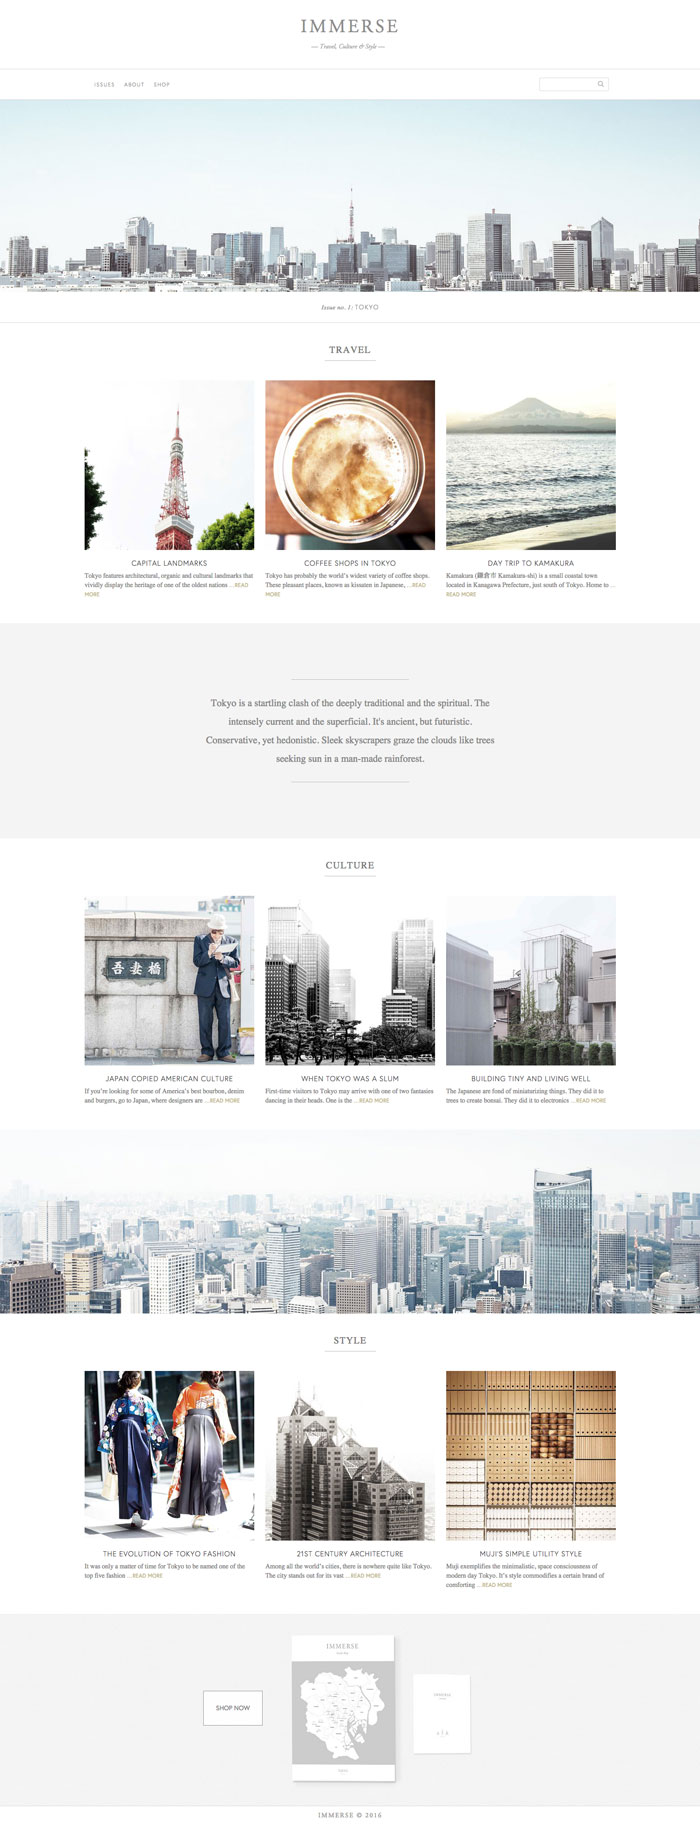 IMMERSE
— Travel, Culture & Style —
ISSUES ABOUT SHOP
Issue no. 1: TOKYO
TRAVEL
CAPITAL LANDMARKS
Tokyo features architectural, organic and cultural landmarks that
vividly display the heritage of one of the oldest nations ...READ
MORE
COFFEE SHOPS IN TOKYO
Tokyo has probably the world's widest variety of coffee shops.
These pleasant places, known as kissaten in Japanese, ...READ
MORE
DAY TRIP TO KAMAKURA
Kamakura (鎌倉市 Kamakura-shi) is a small coastal town
located in Kanagawa Prefecture, just south of Tokyo. Home to ...
READ MORE
Tokyo is a startling clash of the deeply traditional and the spiritual. The
intensely current and the superficial. It's ancient, but futuristic.
Conservative, yet hedonistic. Sleek skyscrapers graze the clouds like trees
seeking sun in a man-made rainforest.
CULTURE
吾妻橋
JAPAN COPIED AMERICAN CULTURE
If you're looking for some of America's best bourbon, denim
and burgers, go to Japan, where designers are ...READ MORE
WHEN TOKYO WAS A SLUM
First-time visitors to Tokyo may arrive with one of two fantasies
dancing in their heads. One is the ...READ MORE
BUILDING TINY AND LIVING WELL
The Japanese are fond of miniaturizing things. They did it to
trees to create bonsai. They did it to electronics ...READ MORE
STYLE
THE EVOLUTION OF TOKYO FASHION
It was only a matter of time for Tokyo to be named one of the
top five fashion ...READ MORE
21ST CENTURY ARCHITECTURE
Among all the world's cities, there is nowhere quite like Tokyo.
The city stands out for its vast ...READ MORE
MUJI'S SIMPLE UTILITY STYLE
Muji exemplifies the minimalistic, space consciousness of
modern day Tokyo. It's style commodifies a certain brand of
comforting ...READ MORE
SHOP NOW
IMMERSE
IMMERSE
IMMERSE © 2016